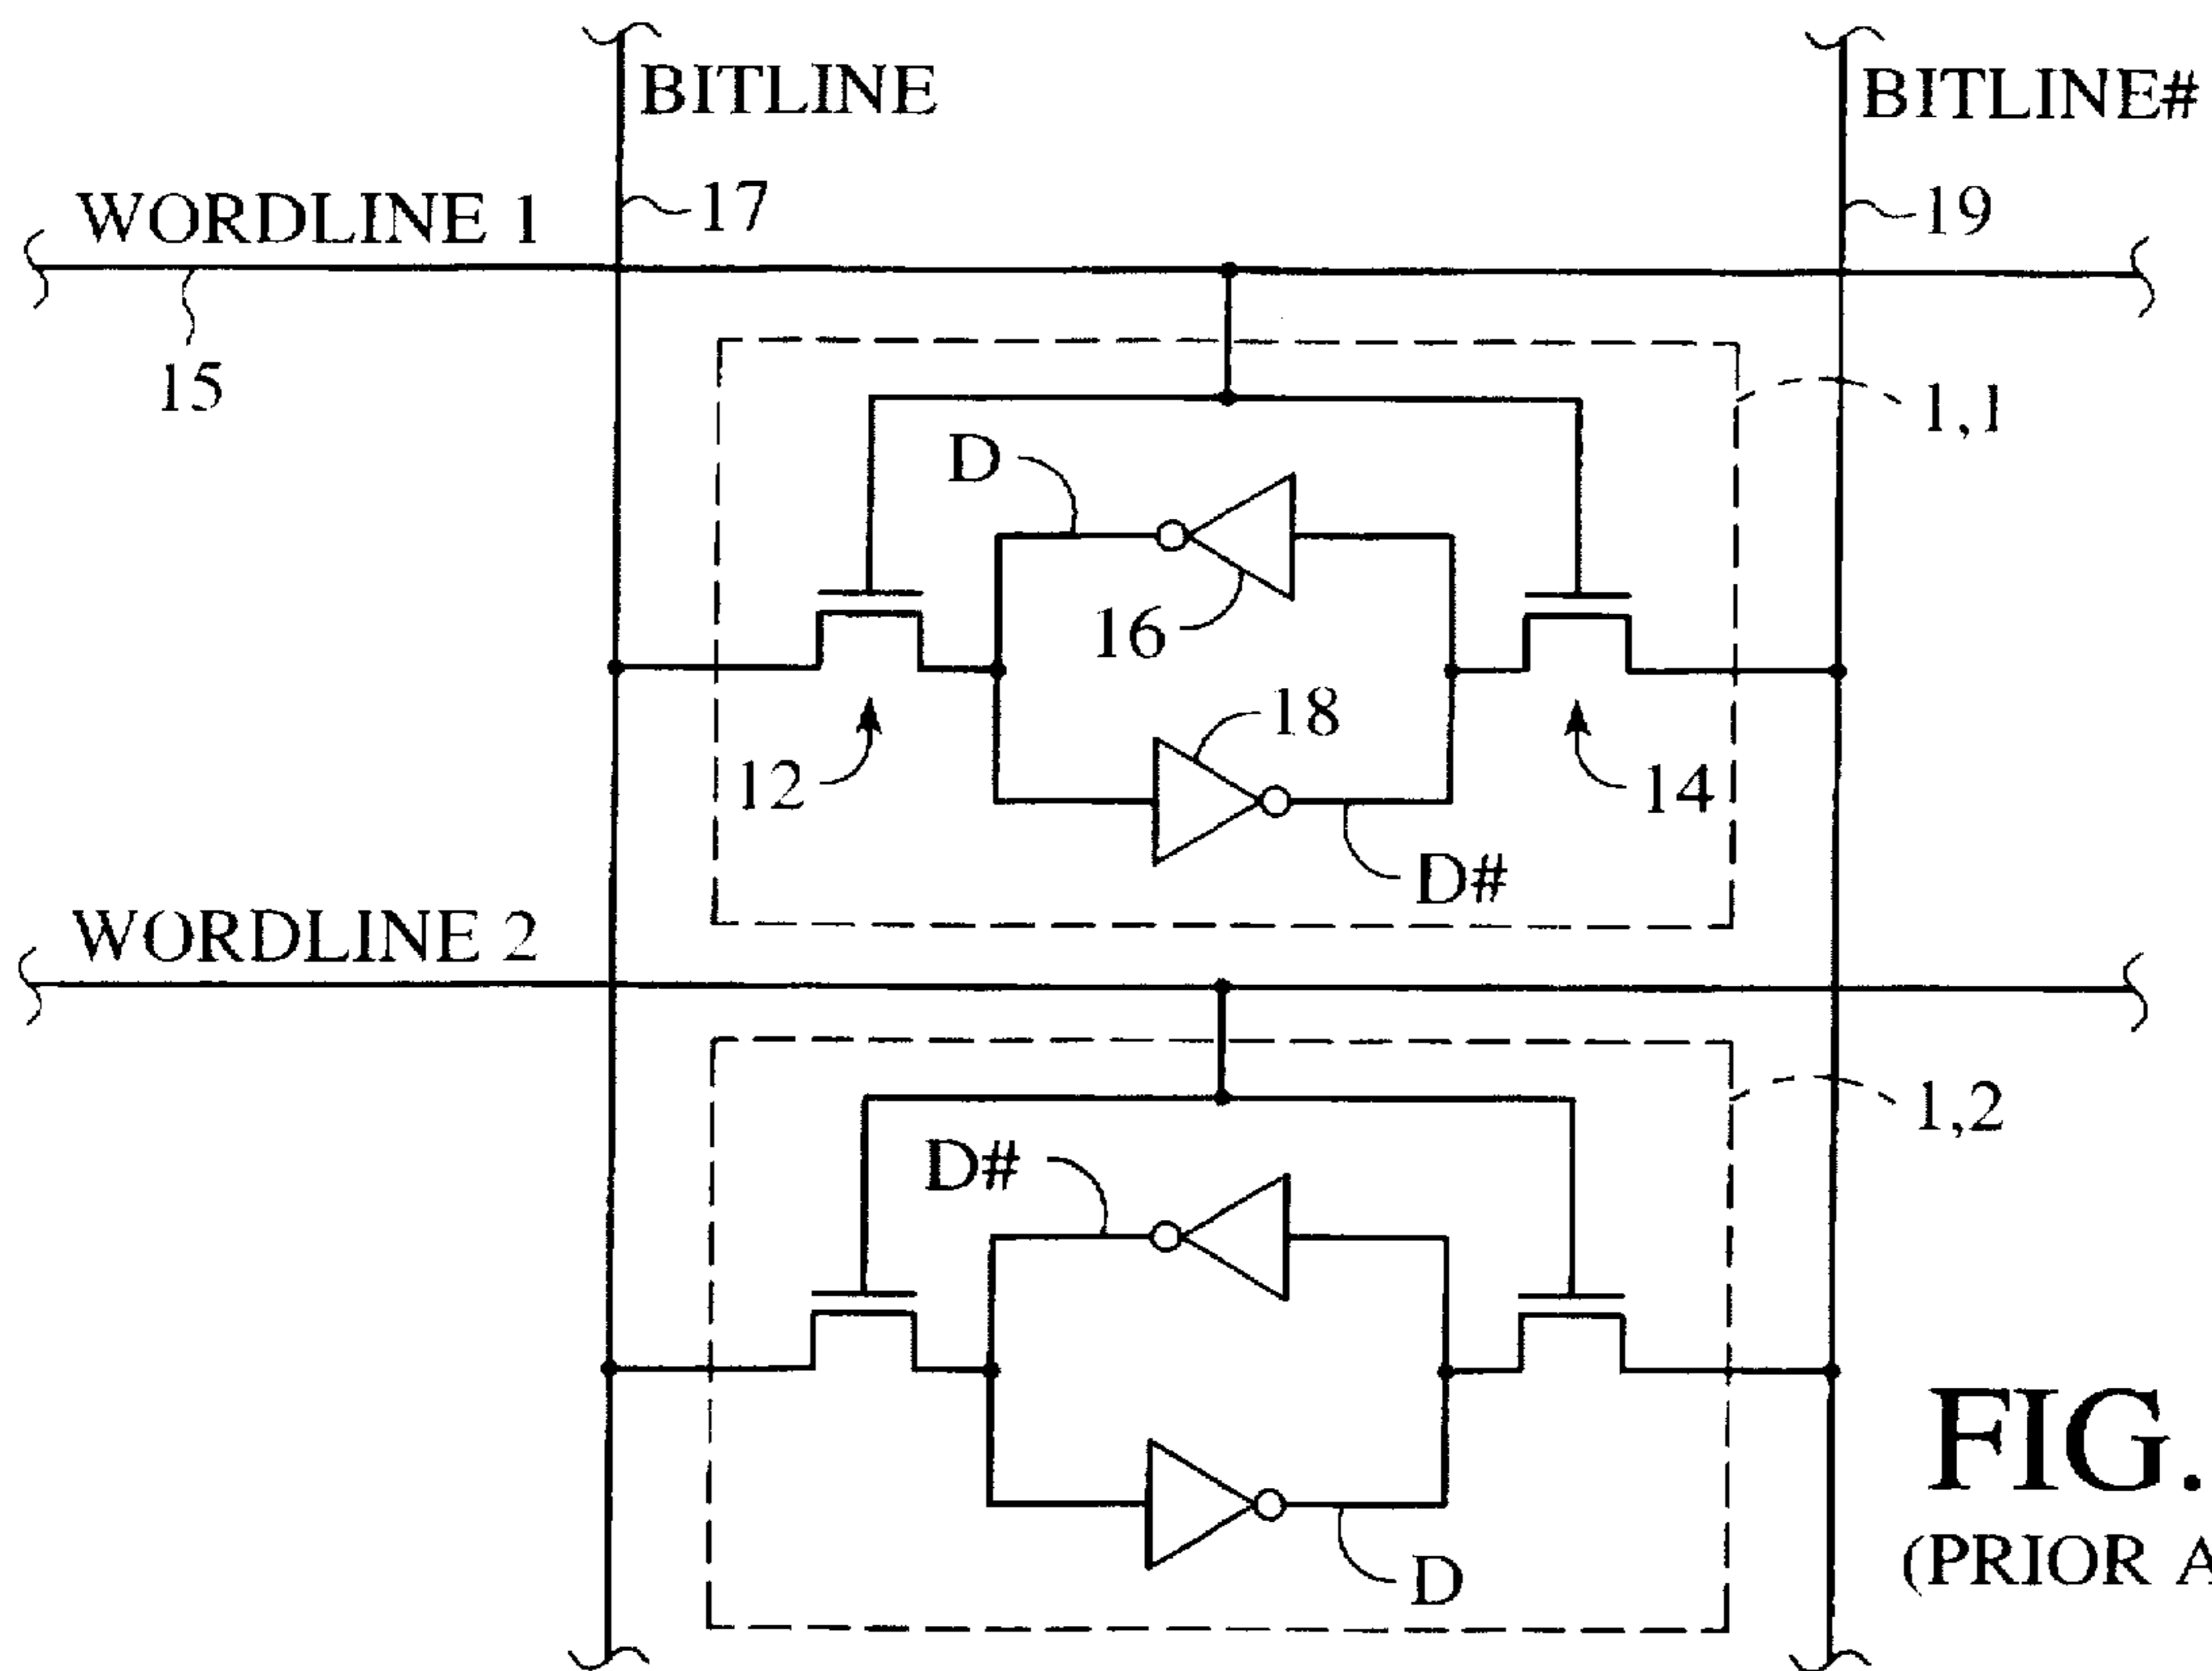 BITLINE
BITLINE#
17
19
WORDLINE 1
15
1,1
D
16
18
12
14
D#
WORDLINE 2
1,2
D#
D
FIG.
(PRIOR A